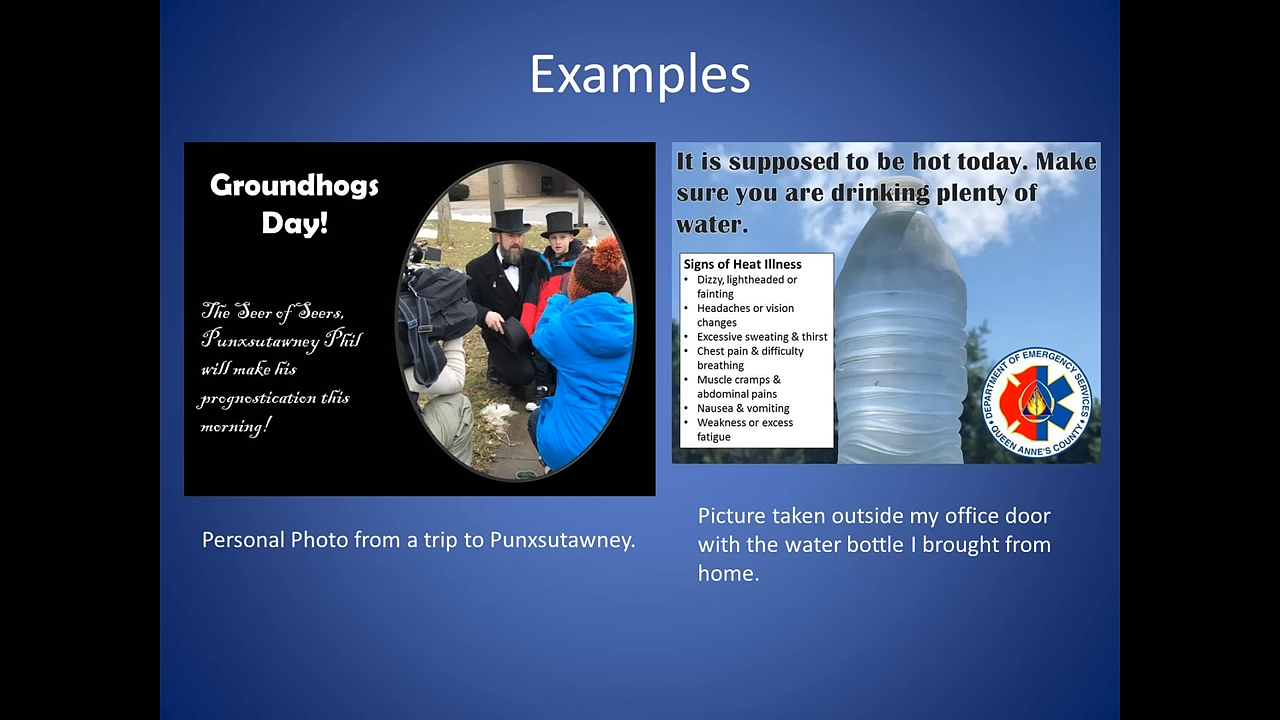 Examples
Groundhogs
Day!
The Seer of Seers,
Punxsutawney Phil
will make his
prognostication this
morning!
Personal Photo from a trip to Punxsutawney.
It is supposed to be hot today. Make
sure you are drinking plenty of
water.
Signs of Heat Illness
• Dizzy, lightheaded or
fainting
• Headaches or vision
changes
• Excessive sweating & thirst
• Chest pain & difficulty
breathing
• Muscle cramps &
abdominal pains
• Nausea & vomiting
• Weakness or excess
fatigue
DEPARTMENT OF EMERGENCY SERVICES
QUEEN ANNE'S COUNTY
Picture taken outside my office door
with the water bottle I brought from
home.